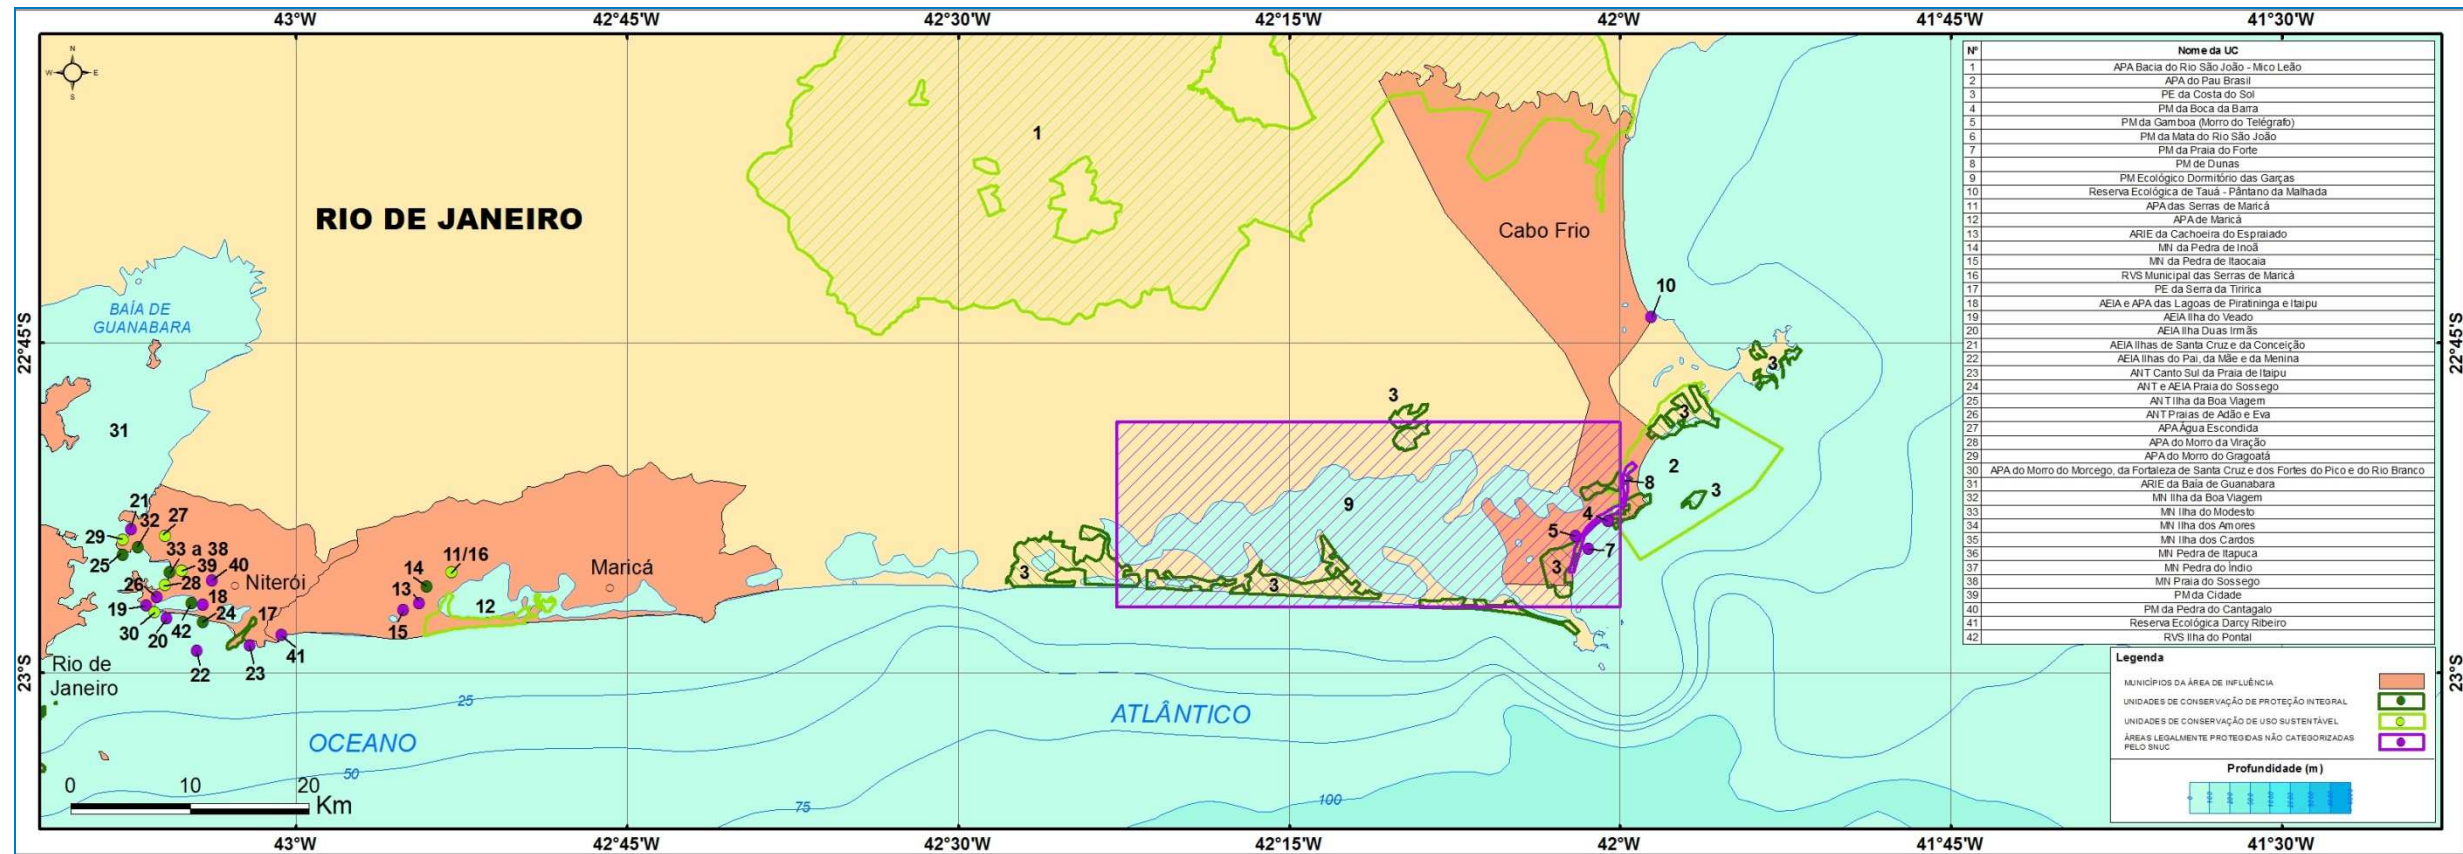 43°W 42°45'W 42°30'W 42°15'W 42°W 41°45'W 41°30'W
N
W E
S
RIO DE JANEIRO
BAÍA DE
GUANABARA
Cabo Frio
Niterói
Maricá
Rio de
Janeiro
OCEANO
ATLÂNTICO
22°45'S
23°S
22°45'S
23°S
1
10
3
3
3
2
3
8
4
5
7
3
9
3
3
31
21
32
27
29
33 a 38
39
40
25
28
26
18
19
24
17
30
20
42
22
23
41
11/16
14
13
15
12
25
50
75
100
0 10 20
Km
Nº Nome da UC
1 APA Bacia do Rio São João - Mico Leão
2 APA do Pau Brasil
3 PE da Costa do Sol
4 PM da Boca da Barra
5 PM da Gamboa (Morro do Telégrafo)
6 PM da Mata do Rio São João
7 PM da Praia do Forte
8 PM de Dunas
9 PM Ecológico Dormitório das Garças
10 Reserva Ecológica de Tauá - Pântano da Malhada
11 APA das Serras de Maricá
12 APA de Maricá
13 ARIE da Cachoeira do Espraiado
14 MN da Pedra de Inoã
15 MN da Pedra de Itaocaia
16 RVS Municipal das Serras de Maricá
17 PE da Serra da Tiririca
18 AEIA e APA das Lagoas de Piratininga e Itaipu
19 AEIA Ilha do Veado
20 AEIA Ilha Duas Irmãs
21 AEIA Ilhas de Santa Cruz e da Conceição
22 AEIA Ilhas do Pai, da Mãe e da Menina
23 ANT Canto Sul da Praia de Itaipu
24 ANT e AEIA Praia do Sossego
25 ANT Ilha da Boa Viagem
26 ANT Praias de Adão e Eva
27 APA Água Escondida
28 APA do Morro da Viração
29 APA do Morro do Gragoatá
30 APA do Morro do Morcego, da Fortaleza de Santa Cruz e dos Fortes do Pico e do Rio Branco
31 ARIE da Baía de Guanabara
32 MN Ilha da Boa Viagem
33 MN Ilha do Modesto
34 MN Ilha dos Amores
35 MN Ilha dos Cardos
36 MN Pedra de Itapuca
37 MN Pedra do Índio
38 MN Praia do Sossego
39 PM da Cidade
40 PM da Pedra do Cantagalo
41 Reserva Ecológica Darcy Ribeiro
42 RVS Ilha do Pontal
Legenda
MUNICÍPIOS DA ÁREA DE INFLUÊNCIA
UNIDADES DE CONSERVAÇÃO DE PROTEÇÃO INTEGRAL
UNIDADES DE CONSERVAÇÃO DE USO SUSTENTÁVEL
ÁREAS LEGALMENTE PROTEGIDAS NÃO CATEGORIZADAS
PELO SNUC
Profundidade (m)
43°W 42°45'W 42°30'W 42°15'W 42°W 41°45'W 41°30'W